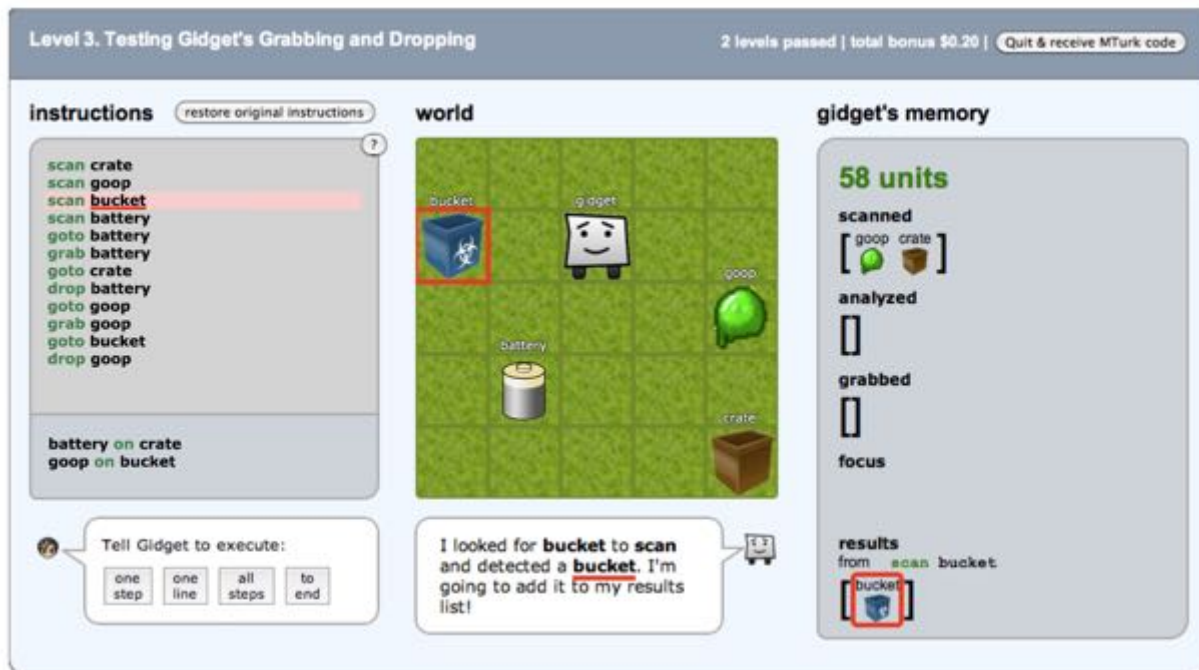 Level 3. Testing Gidget's Grabbing and Dropping
2 levels passed | total bonus $0.20 | Quit & receive MTurk code
instructions
restore original instructions
?
scan crate
scan goop
scan bucket
scan battery
goto battery
grab battery
goto crate
drop battery
goto goop
grab goop
goto bucket
drop goop
battery on crate
goop on bucket
Tell Gidget to execute:
one step
one line
all steps
to end
world
bucket
gidget
goop
battery
crate
I looked for bucket to scan
and detected a bucket. I'm
going to add it to my results
list!
gidget's memory
58 units
scanned
[ goop crate ]
analyzed
[]
grabbed
[]
focus
results
from scan bucket
[ bucket ]